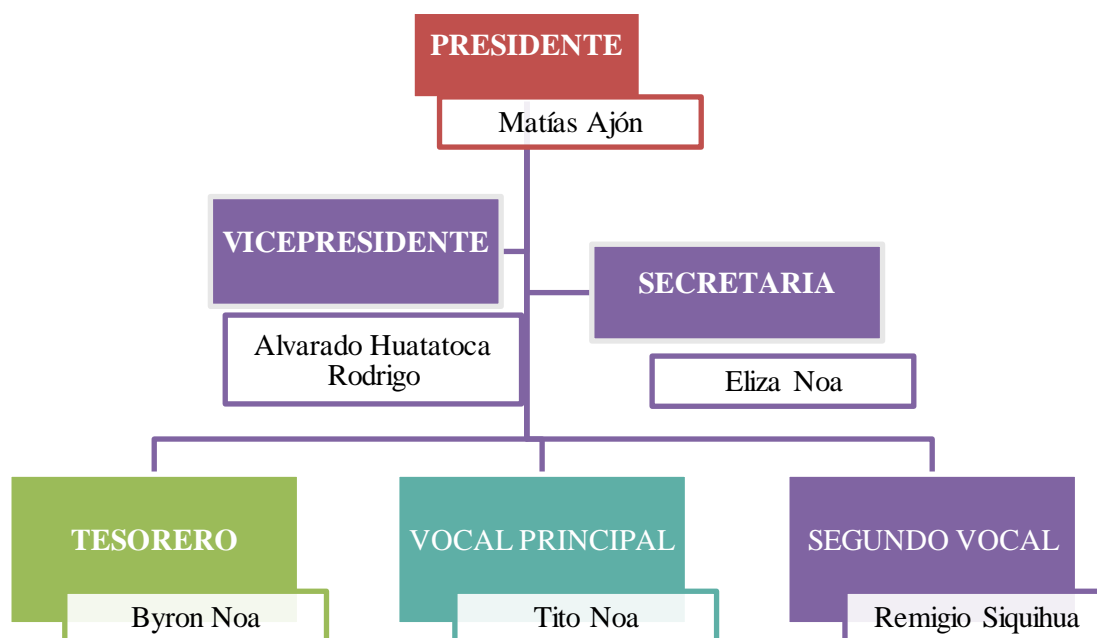 PRESIDENTE
Matías Ajón
VICEPRESIDENTE
Alvarado Huatatoca
Rodrigo
SECRETARIA
Eliza Noa
TESORERO
Byron Noa
VOCAL PRINCIPAL
Tito Noa
SEGUNDO VOCAL
Remigio Siquihua